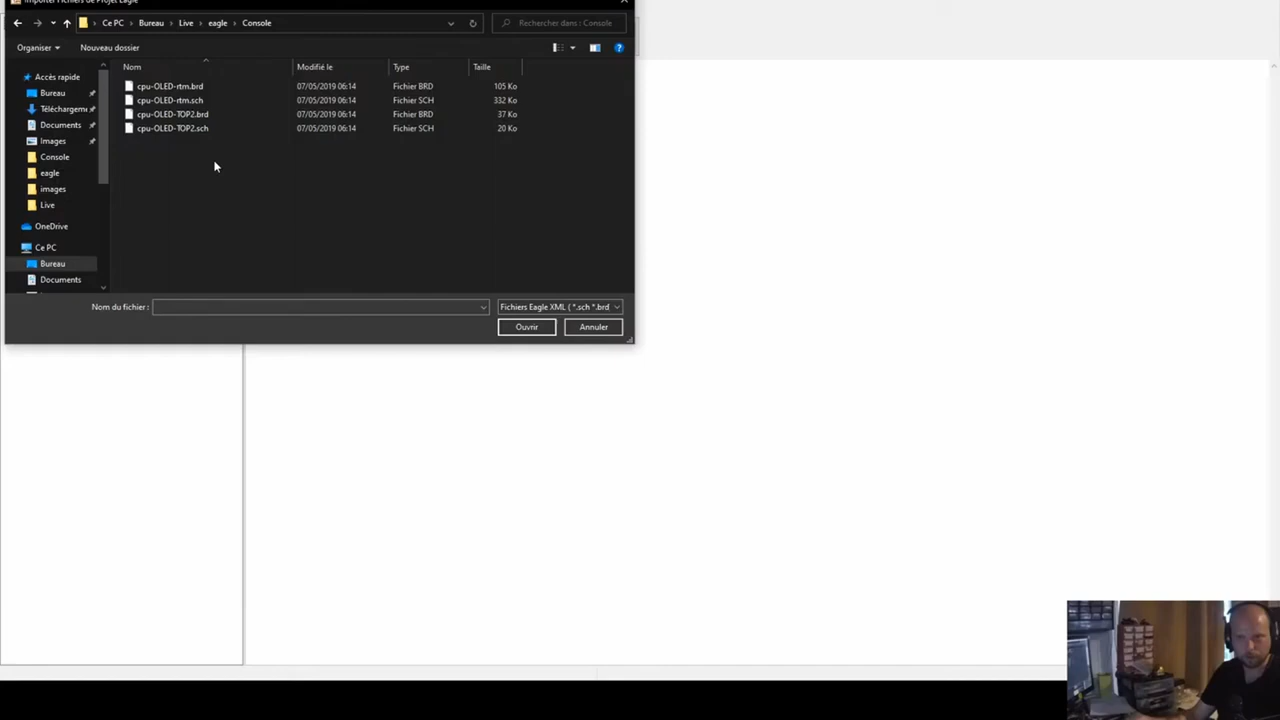 Importer Fichiers de Projet Eagle
Ce PC > Bureau > Live > eagle > Console
Rechercher dans : Console
Organiser
Nouveau dossier
Nom
Modifié le
Type
Taille
Accès rapide
Bureau
Téléchargeme
Documents
Images
Console
eagle
images
Live
OneDrive
Ce PC
Bureau
Documents
cpu-OLED-rtm.brd 07/05/2019 06:14 Fichier BRD 105 Ko
cpu-OLED-rtm.sch 07/05/2019 06:14 Fichier SCH 332 Ko
cpu-OLED-TOP2.brd 07/05/2019 06:14 Fichier BRD 37 Ko
cpu-OLED-TOP2.sch 07/05/2019 06:14 Fichier SCH 20 Ko
Nom du fichier :
Fichiers Eagle XML ( *.sch *.brd
Ouvrir
Annuler